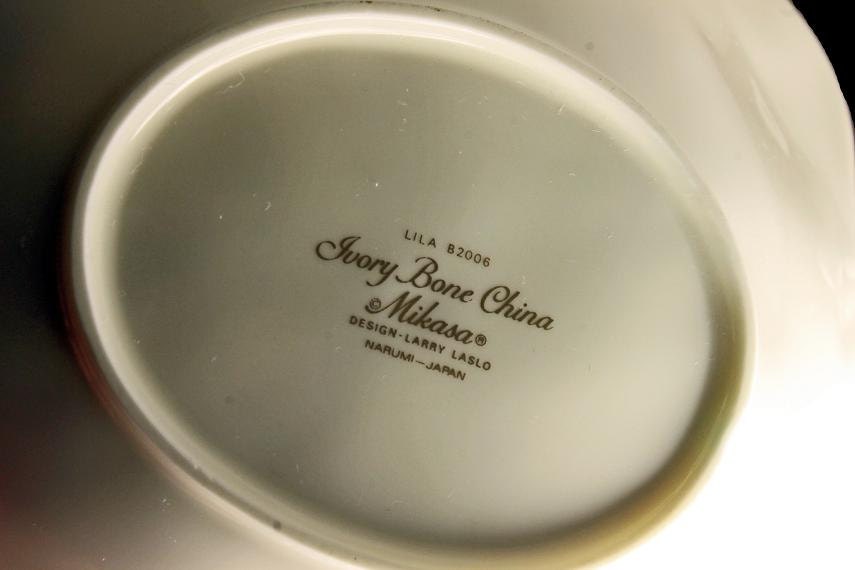 LILA B2006
Ivory Bone China
©Mikasa®
DESIGN-LARRY LASLO
NARUMI—JAPAN